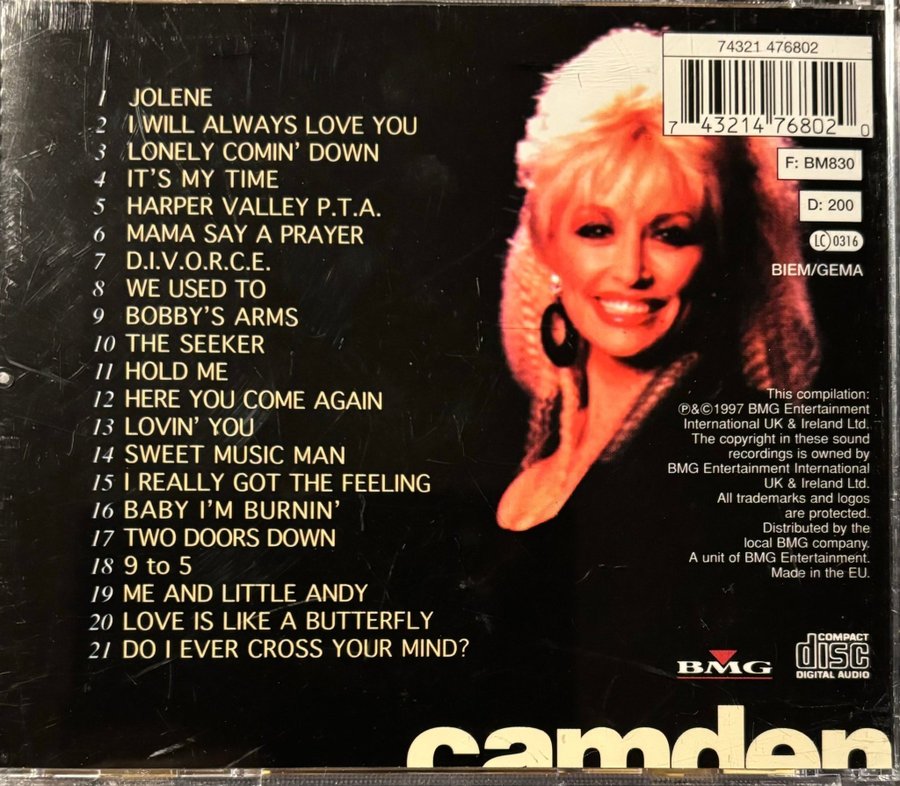 1 JOLENE
2 I WILL ALWAYS LOVE YOU
3 LONELY COMIN' DOWN
4 IT'S MY TIME
5 HARPER VALLEY P.T.A.
6 MAMA SAY A PRAYER
7 D.I.V.O.R.C.E.
8 WE USED TO
9 BOBBY'S ARMS
10 THE SEEKER
11 HOLD ME
12 HERE YOU COME AGAIN
13 LOVIN' YOU
14 SWEET MUSIC MAN
15 I REALLY GOT THE FEELING
16 BABY I'M BURNIN'
17 TWO DOORS DOWN
18 9 to 5
19 ME AND LITTLE ANDY
20 LOVE IS LIKE A BUTTERFLY
21 DO I EVER CROSS YOUR MIND?
74321 476802
7 43214 76802 0
F: BM830
D: 200
LC 0316
BIEM/GEMA
This compilation:
℗&©1997 BMG Entertainment
International UK & Ireland Ltd.
The copyright in these sound
recordings is owned by
BMG Entertainment International
UK & Ireland Ltd.
All trademarks and logos
are protected.
Distributed by the
local BMG company.
A unit of BMG Entertainment.
Made in the EU.
BMG
COMPACT
disc
DIGITAL AUDIO
camden